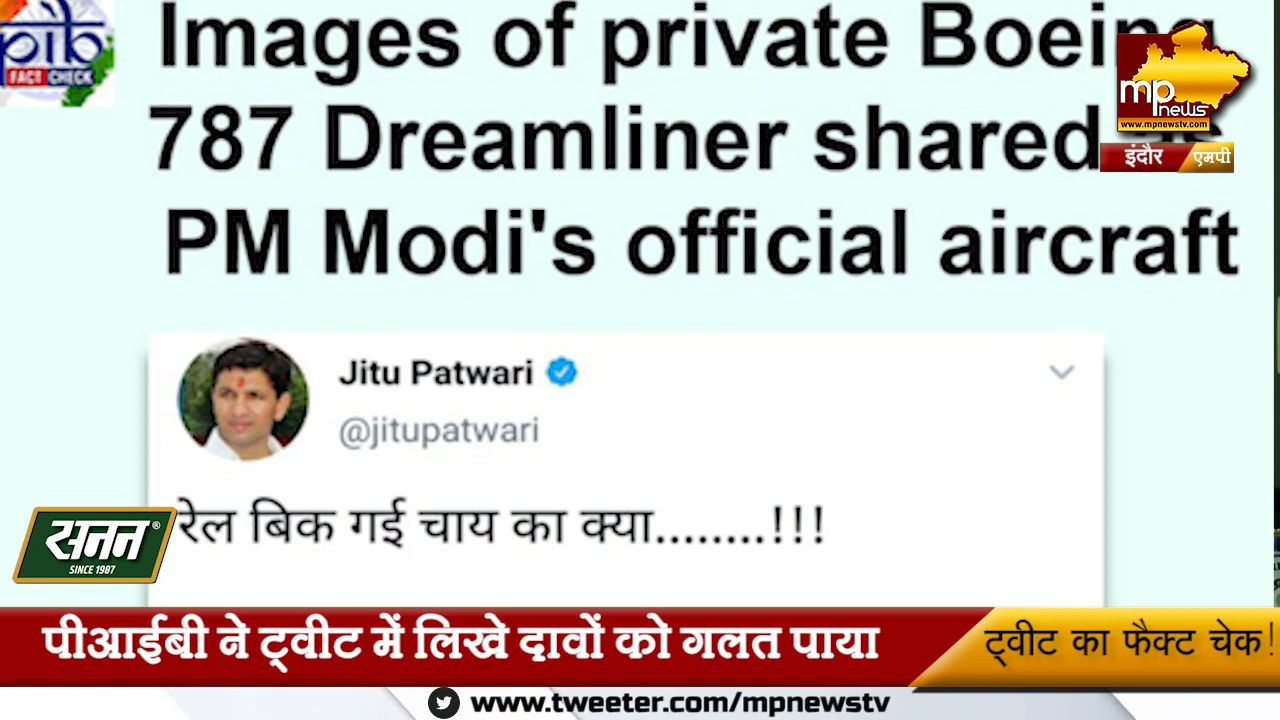 pib
FACT CHECK
Images of private Boeing
787 Dreamliner shared as
PM Modi's official aircraft
mp
news
www.mpnewstv.com
इंदौर एमपी
Jitu Patwari
@jitupatwari
रेल बिक गई चाय का क्या........!!!
सनन ®
SINCE 1987
पीआईबी ने ट्वीट में लिखे दावों को गलत पाया
ट्वीट का फैक्ट चेक!
www.tweeter.com/mpnewstv